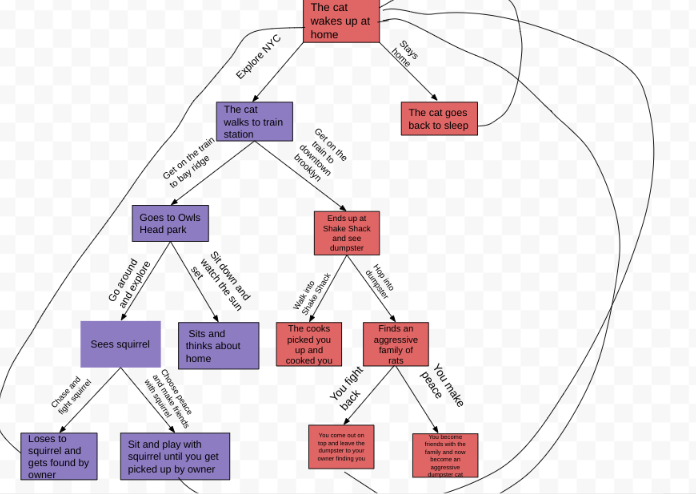 The cat
wakes up at
home
Explore NYC
Stays
home
The cat
walks to train
station
The cat goes
back to sleep
Get on the train
to bay ridge
Get on the
train to
downtown
brooklyn
Goes to Owls
Head park
Ends up at
Shake Shack
and see
dumpster
Go around
and explore
Sit down and
watch the sun
set
Walk into
Shake Shack
Hop into
dumpster
Sees squirrel
Sits and
thinks about
home
The cooks
picked you
up and
cooked you
Finds an
aggressive
family of
rats
Chase and
fight squirrel
Choose peace
and make friends
with squirrel
You fight
back
You make
peace
Loses to
squirrel and
gets found by
owner
Sit and play with
squirrel until you get
picked up by owner
You come out on
top and leave the
dumpster to your
owner finding you
You become
friends with the
family and now
become an
aggressive
dumpster cat